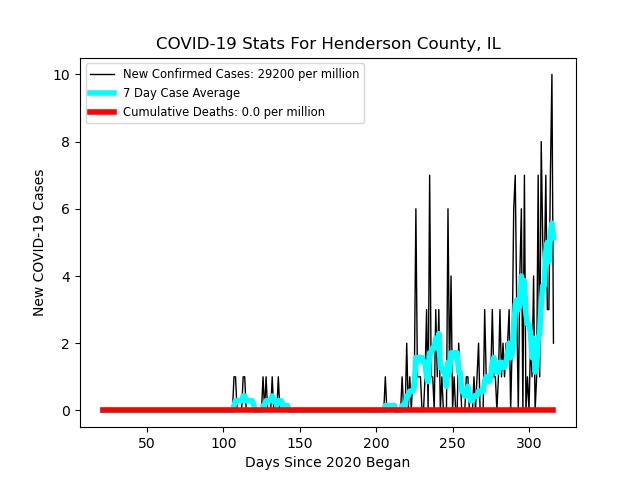 COVID-19 Stats For Henderson County, IL
New Confirmed Cases: 29200 per million
7 Day Case Average
Cumulative Deaths: 0.0 per million
10
8
6
4
2
0
New COVID-19 Cases
50 100 150 200 250 300
Days Since 2020 Began